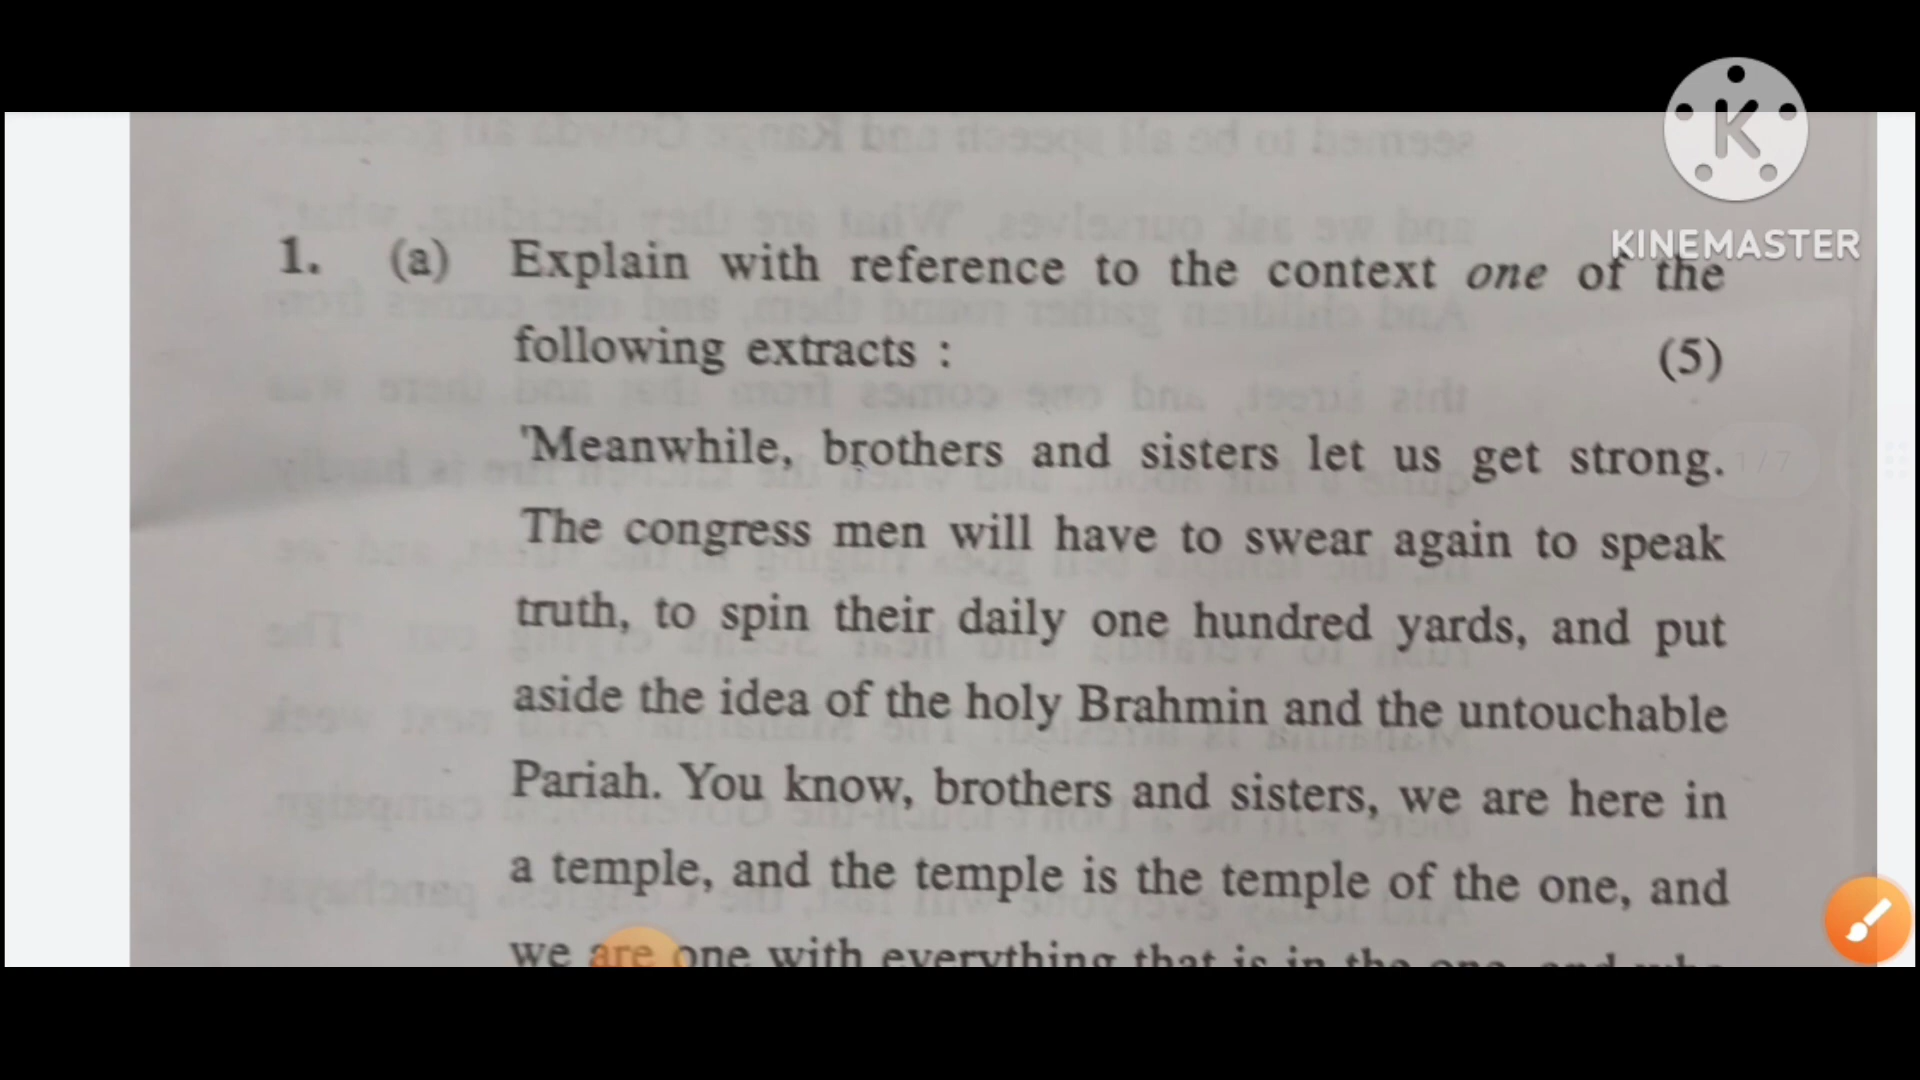 KINEMASTER
1. (a) Explain with reference to the context one of the
following extracts : (5)
'Meanwhile, brothers and sisters let us get strong.
1/7
The congress men will have to swear again to speak
truth, to spin their daily one hundred yards, and put
aside the idea of the holy Brahmin and the untouchable
Pariah. You know, brothers and sisters, we are here in
a temple, and the temple is the temple of the one, and
we are one with everything that is in the one, and who